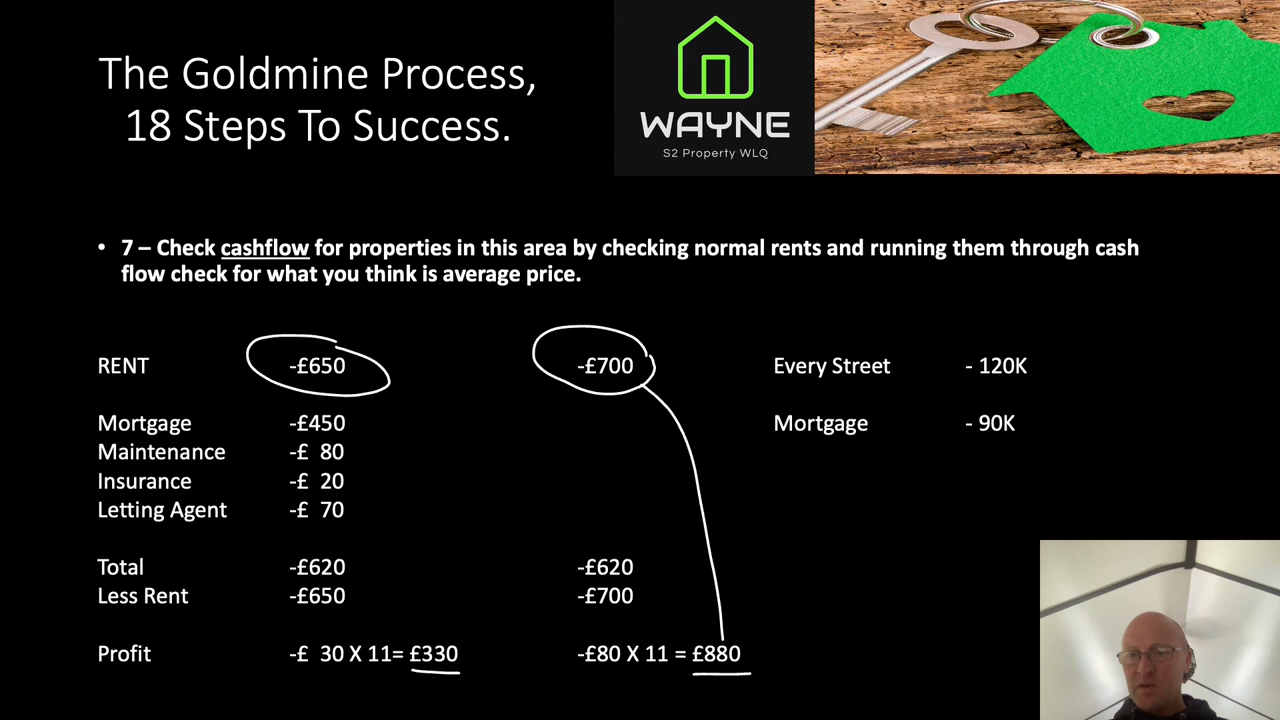 The Goldmine Process,
18 Steps To Success.
WAYNE
S2 Property WLQ
• 7 – Check cashflow for properties in this area by checking normal rents and running them through cash
flow check for what you think is average price.
RENT -£650 -£700 Every Street - 120K
Mortgage -£450 Mortgage - 90K
Maintenance -£ 80
Insurance -£ 20
Letting Agent -£ 70
Total -£620 -£620
Less Rent -£650 -£700
Profit -£ 30 X 11= £330 -£80 X 11 = £880